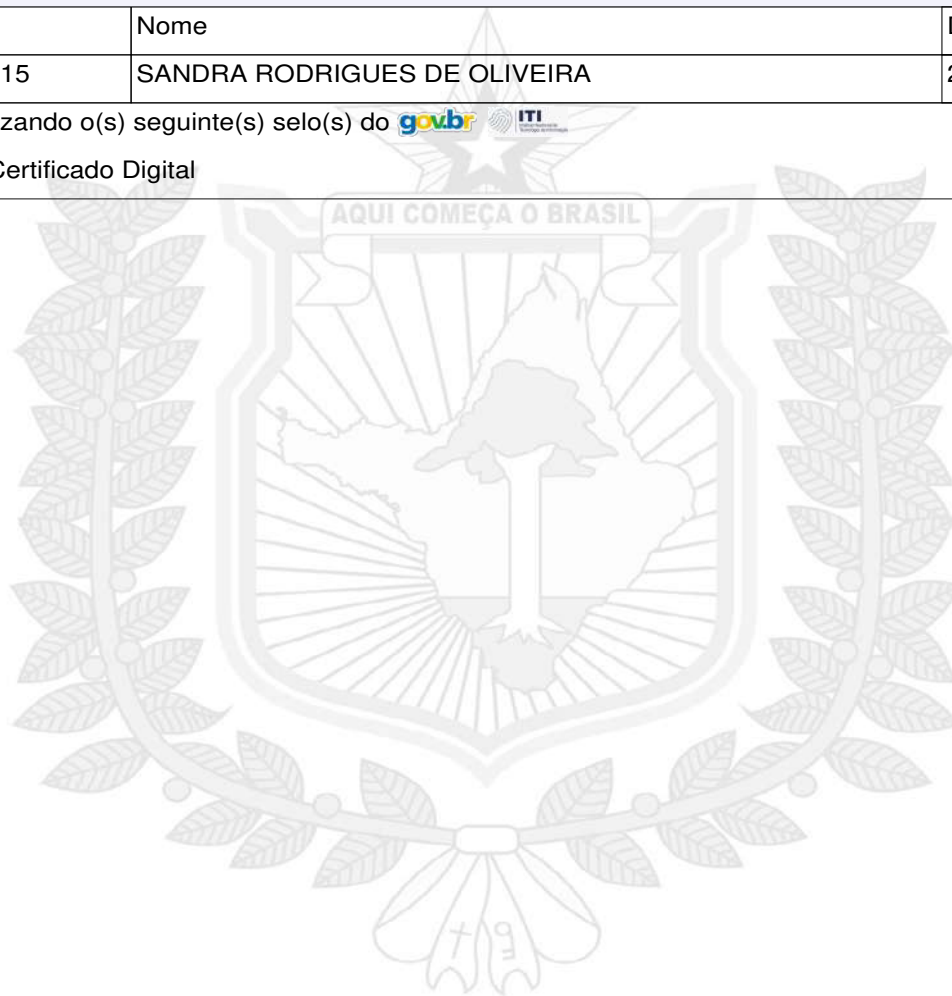 Nome
15 SANDRA RODRIGUES DE OLIVEIRA
zando o(s) seguinte(s) selo(s) do gov.br ITI
Certificado Digital
AQUI COMEÇA O BRASIL